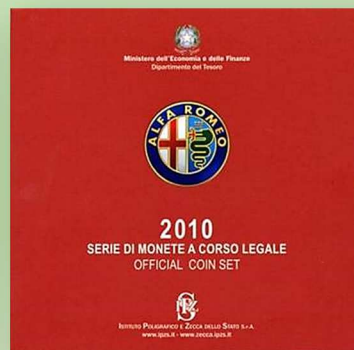 Ministero dell'Economia e delle Finanze
Dipartimento del Tesoro
ALFA ROMEO
2010
SERIE DI MONETE A CORSO LEGALE
OFFICIAL COIN SET
ISTITUTO POLIGRAFICO E ZECCA DELLO STATO S.P.A.
www.ipzs.it - www.zecca.ipzs.it